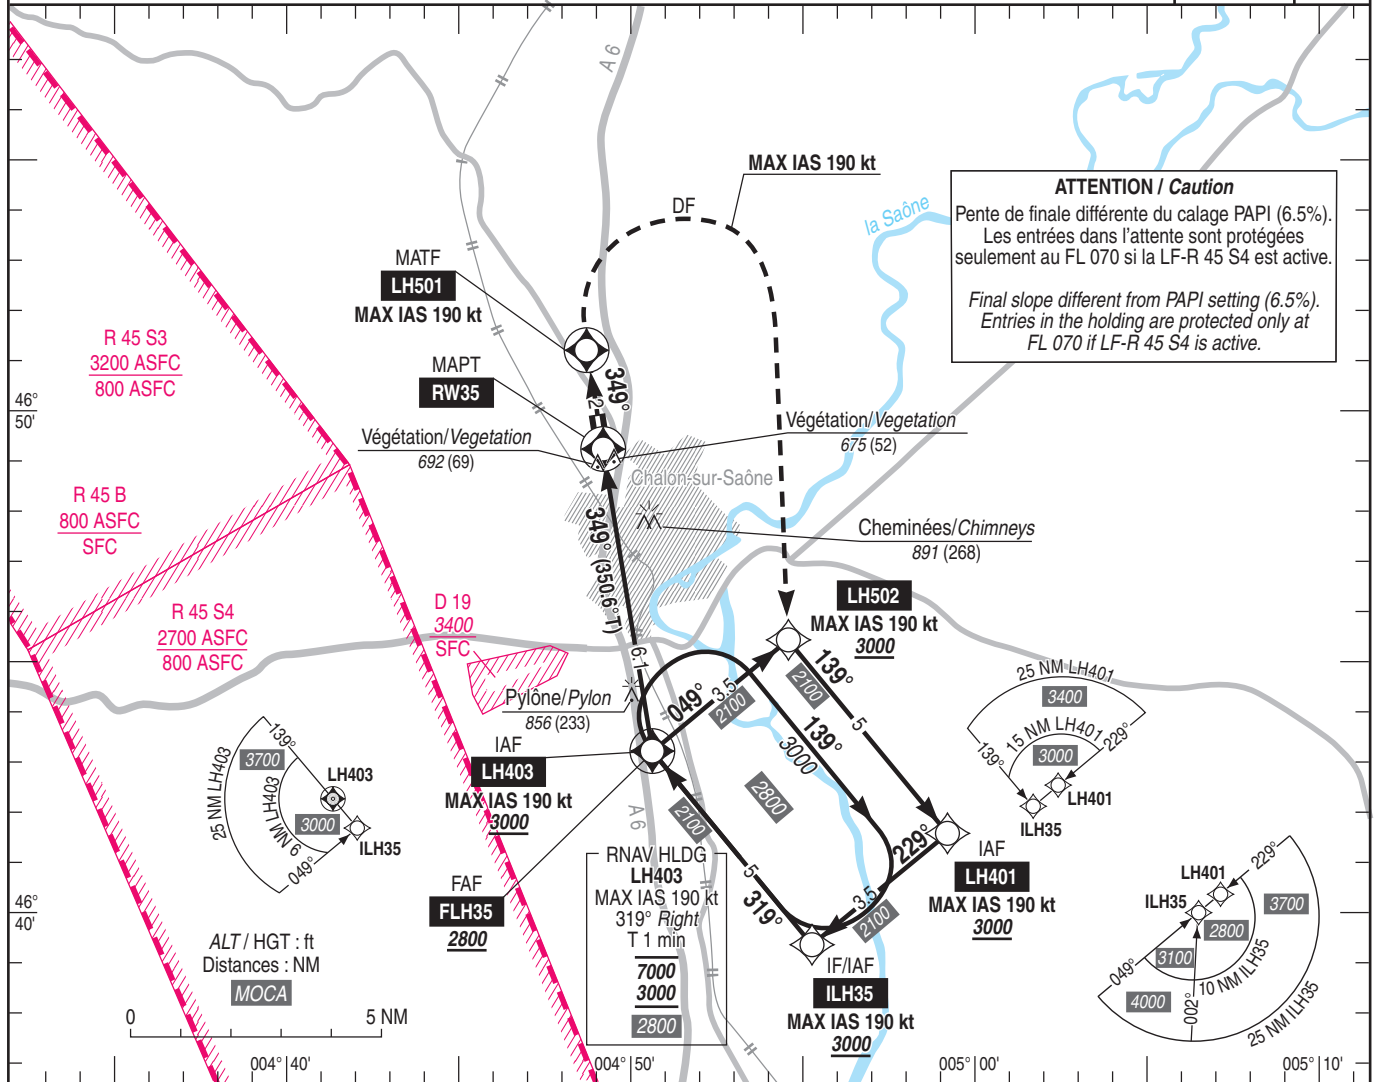 A 6
MAX IAS 190 kt
DF
la Saône
ATTENTION / Caution
Pente de finale différente du calage PAPI (6.5%).
Les entrées dans l'attente sont protégées
seulement au FL 070 si la LF-R 45 S4 est active.
Final slope different from PAPI setting (6.5%).
Entries in the holding are protected only at
FL 070 if LF-R 45 S4 is active.
MATF
LH501
MAX IAS 190 kt
MAPT
RW35
R 45 S3
3200 ASFC
800 ASFC
46°
50'
349°
2
Végétation/Vegetation
692 (69)
Végétation/Vegetation
675 (52)
Chalon-sur-Saône
R 45 B
800 ASFC
SFC
349° (350.6°T)
6.1
Cheminées/Chimneys
891 (268)
R 45 S4
2700 ASFC
800 ASFC
D 19
3400
SFC
LH502
MAX IAS 190 kt
3000
Pylône/Pylon
856 (233)
049°
3.5
2100
139°
2100
5
139°
3000
2800
25 NM LH401
3400
15 NM LH401
3000
139°
229°
LH401
ILH35
IAF
LH403
MAX IAS 190 kt
3000
139°
3700
25 NM LH403
9 NM LH403
3000
049°
LH403
ILH35
A 6
2100
5
319°
229°
3.5
2100
IAF
LH401
MAX IAS 190 kt
3000
FAF
FLH35
2800
RNAV HLDG
LH403
MAX IAS 190 kt
319° Right
T 1 min
7000
3000
2800
IF/IAF
ILH35
MAX IAS 190 kt
3000
LH401
229°
ILH35
3700
2800
3100
049°
4000
002°
10 NM ILH35
25 NM ILH35
46°
40'
ALT / HGT : ft
Distances : NM
MOCA
0 5 NM
004° 40'
004° 50'
005° 00'
005° 10'